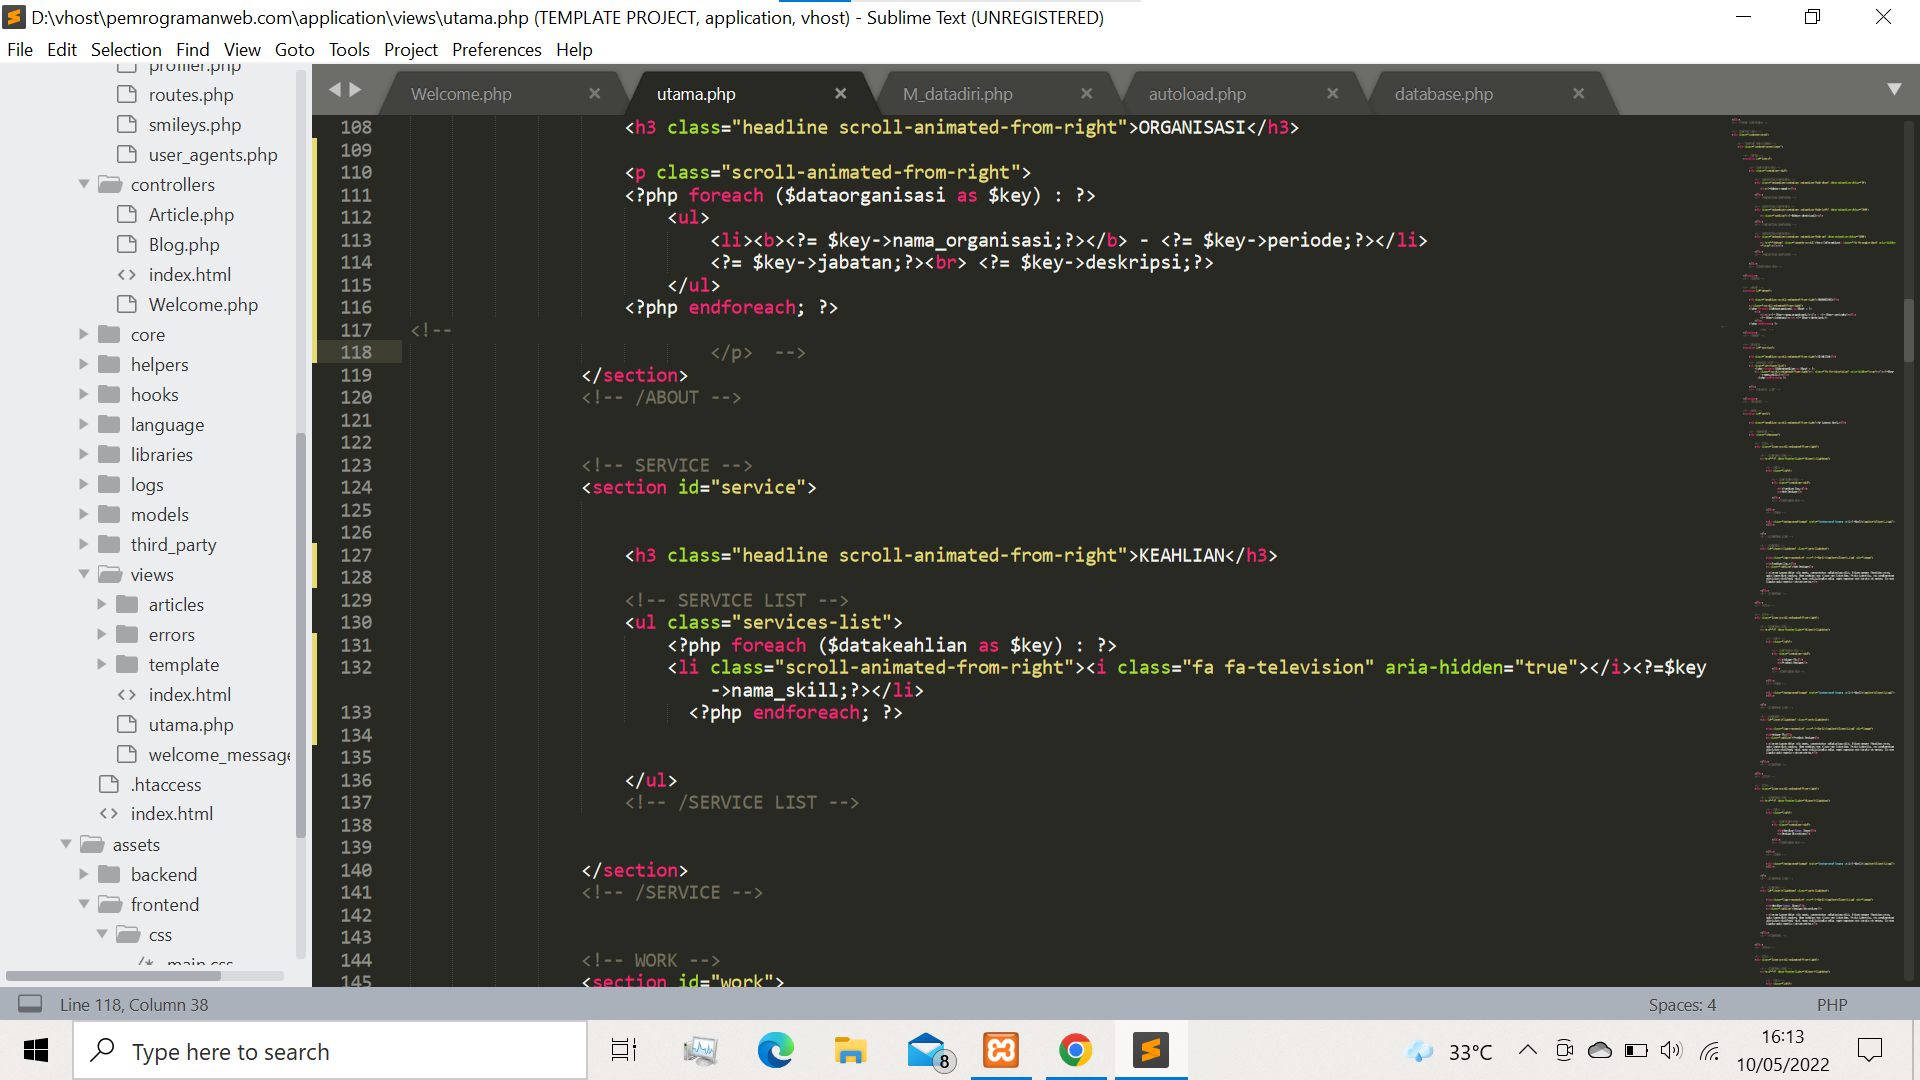 D:\vhost\pemrogramanweb.com\application\views\utama.php (TEMPLATE PROJECT, application, vhost) - Sublime Text (UNREGISTERED)
File Edit Selection Find View Goto Tools Project Preferences Help
profiler.php
routes.php
smileys.php
user_agents.php
controllers
Article.php
Blog.php
<> index.html
Welcome.php
core
helpers
hooks
language
libraries
logs
models
third_party
views
articles
errors
template
<> index.html
utama.php
welcome_message
.htaccess
<> index.html
assets
backend
frontend
css
/* main.css
Welcome.php × utama.php × M_datadiri.php × autoload.php × database.php ×
108 <h3 class="headline scroll-animated-from-right">ORGANISASI</h3>
109
110 <p class="scroll-animated-from-right">
111 <?php foreach ($dataorganisasi as $key) : ?>
112 <ul>
113 <li><b><?= $key->nama_organisasi;?></b> - <?= $key->periode;?></li>
114 <?= $key->jabatan;?><br> <?= $key->deskripsi;?>
115 </ul>
116 <?php endforeach; ?>
117 <!--
118 </p> -->
119 </section>
120 <!-- /ABOUT -->
121
122
123 <!-- SERVICE -->
124 <section id="service">
125
126
127 <h3 class="headline scroll-animated-from-right">KEAHLIAN</h3>
128
129 <!-- SERVICE LIST -->
130 <ul class="services-list">
131 <?php foreach ($datakeahlian as $key) : ?>
132 <li class="scroll-animated-from-right"><i class="fa fa-television" aria-hidden="true"></i><?=$key
->nama_skill;?></li>
133 <?php endforeach; ?>
134
135
136 </ul>
137 <!-- /SERVICE LIST -->
138
139
140 </section>
141 <!-- /SERVICE -->
142
143
144 <!-- WORK -->
145 <section id="work">
Line 118, Column 38 Spaces: 4 PHP
Type here to search
8
33°C
16:13
10/05/2022